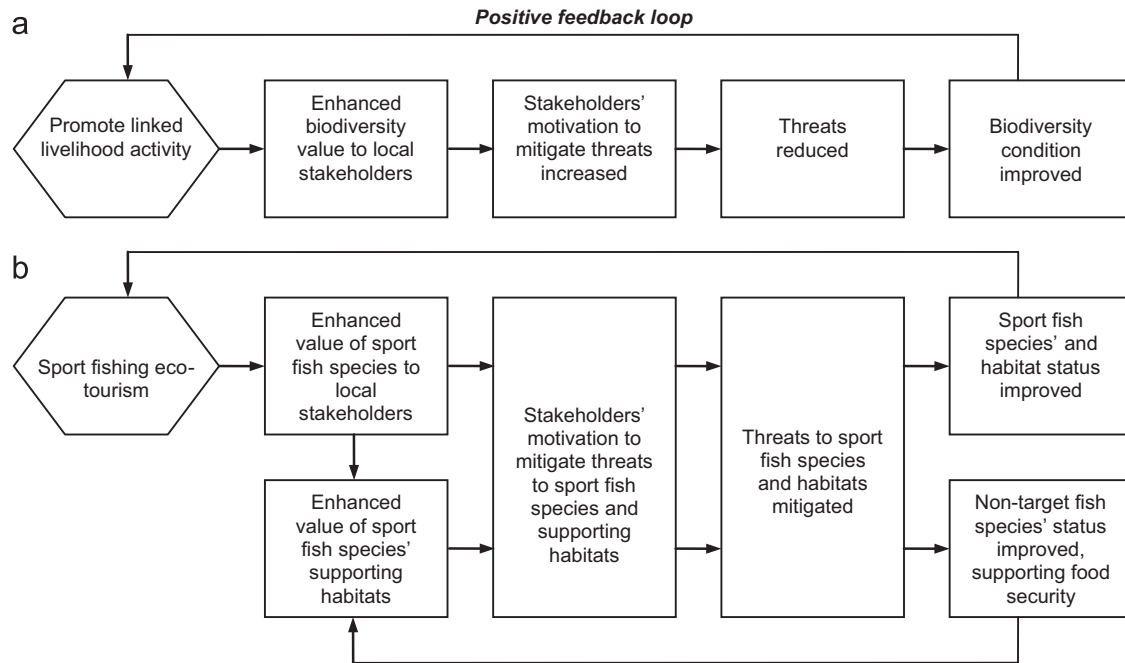 a
Positive feedback loop
Promote linked
livelihood activity
Enhanced
biodiversity
value to local
stakeholders
Stakeholders’
motivation to
mitigate threats
increased
Threats
reduced
Biodiversity
condition
improved
b
Sport fishing eco-
tourism
Enhanced
value of sport
fish species to
local
stakeholders
Enhanced
value of sport
fish species’
supporting
habitats
Stakeholders’
motivation to
mitigate threats
to sport fish
species and
supporting
habitats
Threats to sport
fish species
and habitats
mitigated
Sport fish
species’ and
habitat status
improved
Non-target fish
species’ status
improved,
supporting food
security